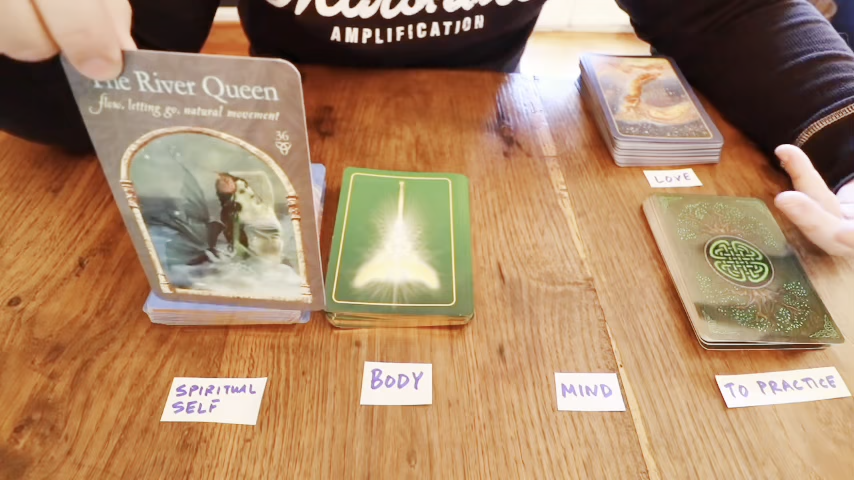 AMPLIFICATION
The River Queen
flow, letting go, natural movement
36
LOVE
SPIRITUAL
SELF
BODY
MIND
TO PRACTICE